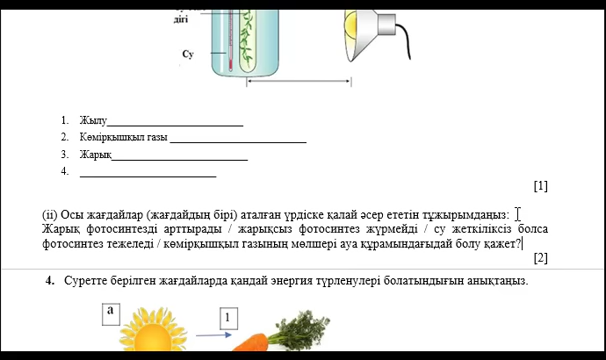 дігі
Су
1. Жылу
2. Көмірқышқыл газы
3. Жарық
4.
[1]
(ii) Осы жағдайлар (жағдайдың бірі) аталған үрдіске қалай әсер ететін тұжырымдаңыз:
Жарық фотосинтезді арттырады / жарықсыз фотосинтез жүрмейді / су жеткіліксіз болса
фотосинтез тежеледі / көмірқышқыл газының мөлшері ауа құрамындағыдай болу қажет?
[2]
4. Суретте берілген жағдайларда қандай энергия түрленулері болатындығын анықтаңыз.
а
1